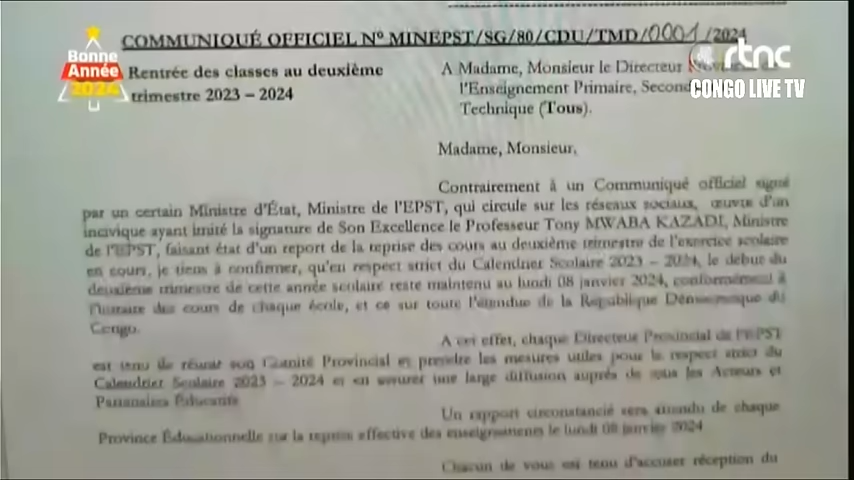 COMMUNIQUÉ OFFICIEL N° MINEPST/SG/80/CDU/TMD/0001/2024
Bonne
Année
2024
rtnc
CONGO LIVE TV
Rentrée des classes au deuxième
trimestre 2023 – 2024
A Madame, Monsieur le Directeur
l'Enseignement Primaire, Second
Technique (Tous).
Madame, Monsieur,
Contrairement à un Communiqué officiel signé
par un certain Ministre d'État, Ministre de l'EPST, qui circule sur les réseaux sociaux, œuvre d'un
incivique ayant imité la signature de Son Excellence le Professeur Tony MWABA KAZADI, Ministre
de l'EPST, faisant état d'un report de la reprise des cours au deuxième trimestre de l'exercice scolaire
en cours, je tiens à confirmer, qu'en respect strict du Calendrier Scolaire 2023 – 2024, le début du
deuxième trimestre de cette année scolaire reste maintenu au lundi 08 janvier 2024, conformément à
l'horaire des cours de chaque école, et ce sur toute l'étendue de la République Démocratique du
Congo.
A cet effet, chaque Directeur Provincial de l'EPST
est tenu de réunir son Comité Provincial et prendre les mesures utiles pour le respect strict du
Calendrier Scolaire 2023 – 2024 et en assurer une large diffusion auprès de tous les Acteurs et
Partenaires Éducatifs
Un rapport circonstancié sera attendu de chaque
Province Éducationnelle sur la reprise effective des enseignements le lundi 08 janvier 2024
Chacun de vous est tenu d'accuser réception du